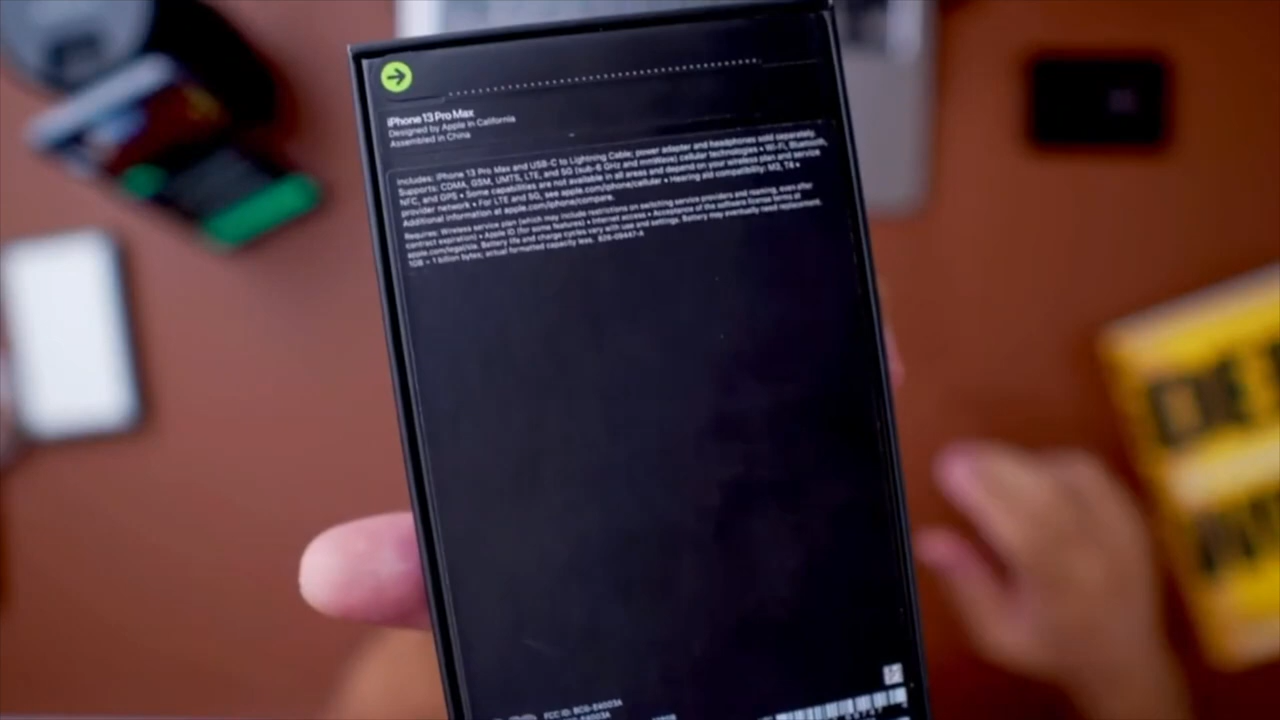 iPhone 13 Pro Max
Designed by Apple in California
Assembled in China
Includes: iPhone 13 Pro Max and USB-C to Lightning Cable; power adapter and headphones sold separately.
Supports: CDMA, GSM, UMTS, LTE, and 5G (sub-6 GHz and mmWave) cellular technologies • Wi-Fi, Bluetooth,
NFC, and GPS • Some capabilities are not available in all areas and depend on your wireless plan and service
provider network • For LTE and 5G, see apple.com/iphone/cellular • Hearing aid compatibility: M3, T4 •
Additional information at apple.com/iphone/compare.
Requires: Wireless service plan (which may include restrictions on switching service providers and roaming, even after
contract expiration) • Apple ID (for some features) • Internet access • Acceptance of the software license terms at
apple.com/legal/sla. Battery life and charge cycles vary with use and settings. Battery may eventually need replacement.
1GB = 1 billion bytes; actual formatted capacity less.
FCC ID: BCG-E4003A